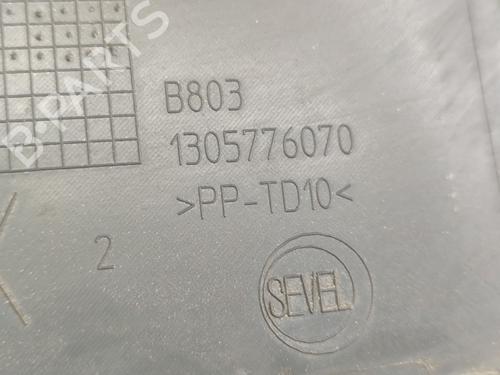 B-PARTS
B803
1305776070
>PP-TD10<
2
SEVEL